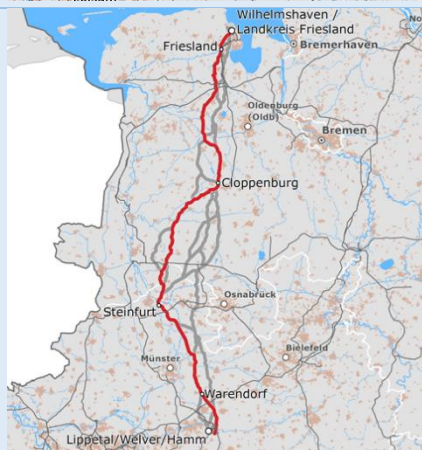 Wilhelmshaven /
Landkreis Friesland
Friesland
Bremerhaven
Oldenburg
(Oldb)
Bremen
Cloppenburg
Osnabrück
Steinfurt
Bielefeld
Münster
Warendorf
Lippetal/Welver/Hamm